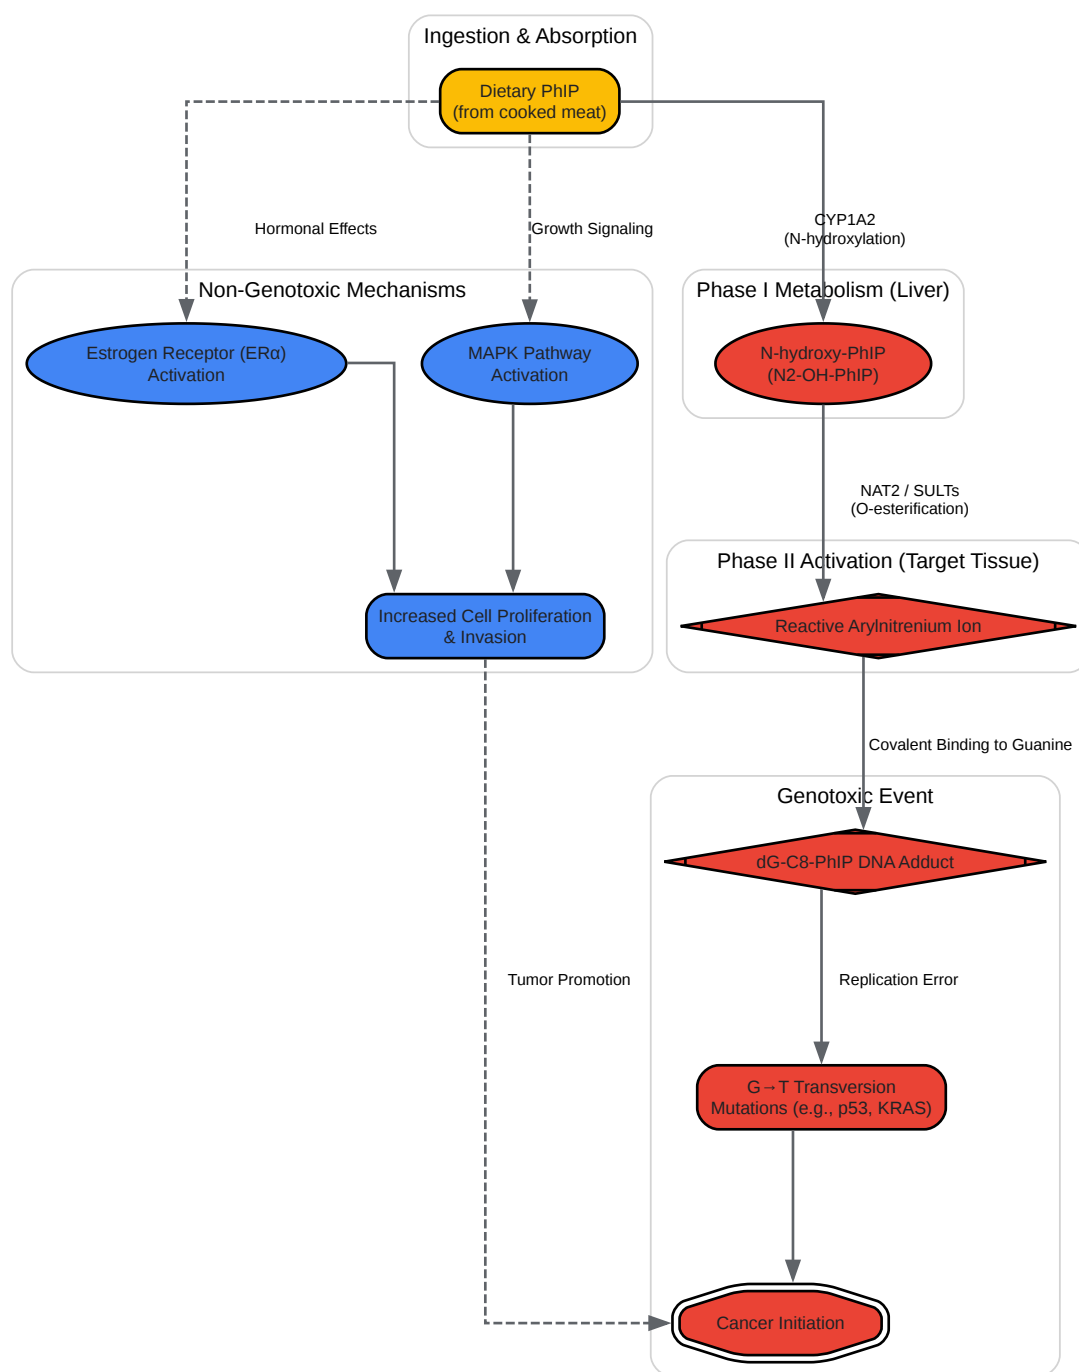 Ingestion & Absorption
Dietary PhIP
(from cooked meat)
Hormonal Effects
Growth Signaling
CYP1A2
(N-hydroxylation)
Non-Genotoxic Mechanisms
Phase I Metabolism (Liver)
Estrogen Receptor (ERα)
Activation
MAPK Pathway
Activation
N-hydroxy-PhIP
(N2-OH-PhIP)
NAT2 / SULTs
(O-esterification)
Phase II Activation (Target Tissue)
Increased Cell Proliferation
& Invasion
Reactive Arylnitrenium Ion
Covalent Binding to Guanine
Genotoxic Event
dG-C8-PhIP DNA Adduct
Tumor Promotion
Replication Error
G→T Transversion
Mutations (e.g., p53, KRAS)
Cancer Initiation